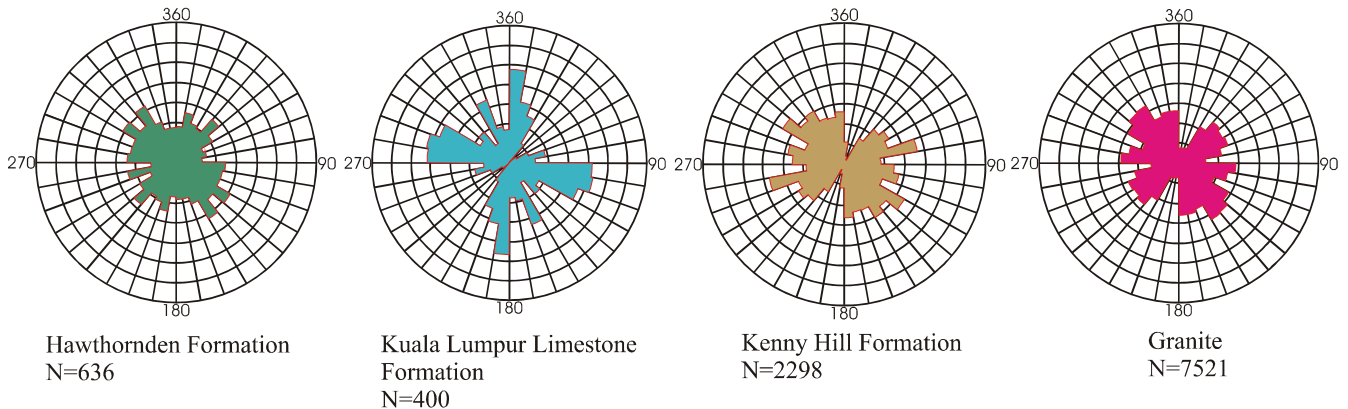 360
270
90
180
Hawthornden Formation
N=636
360
270
90
180
Kuala Lumpur Limestone
Formation
N=400
360
270
90
180
Kenny Hill Formation
N=2298
360
270
90
180
Granite
N=7521